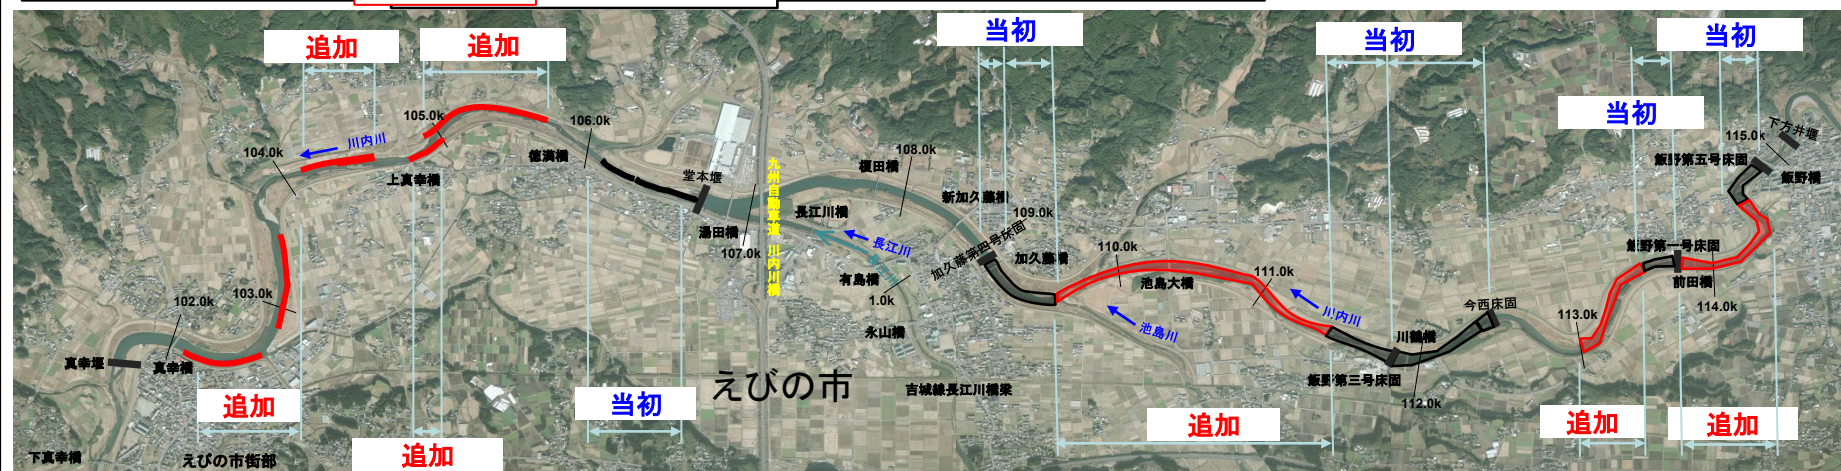 当初
当初
当初
追加
追加
当初
105.0k
106.0k
川内川
104.0k
徳満橋
上真幸橋
堂本堰
九州自動車道 川内川橋
榎田橋
108.0k
新加久藤橋
109.0k
長江川橋
湯田橋
107.0k
長江川
有島橋
1.0k
永山橋
加久藤第四号床固
加久藤橋
110.0k
池島大橋
111.0k
池島川
川内川
川鶴橋
今西床固
飯野第三号床固
112.0k
113.0k
飯野第一号床固
前田橋
114.0k
115.0k
下方井堰
飯野第五号床固
飯野橋
102.0k
103.0k
真幸堰
真幸橋
えびの市
吉城線長江川橋梁
追加
当初
追加
追加
追加
追加
下真幸橋
えびの市街部